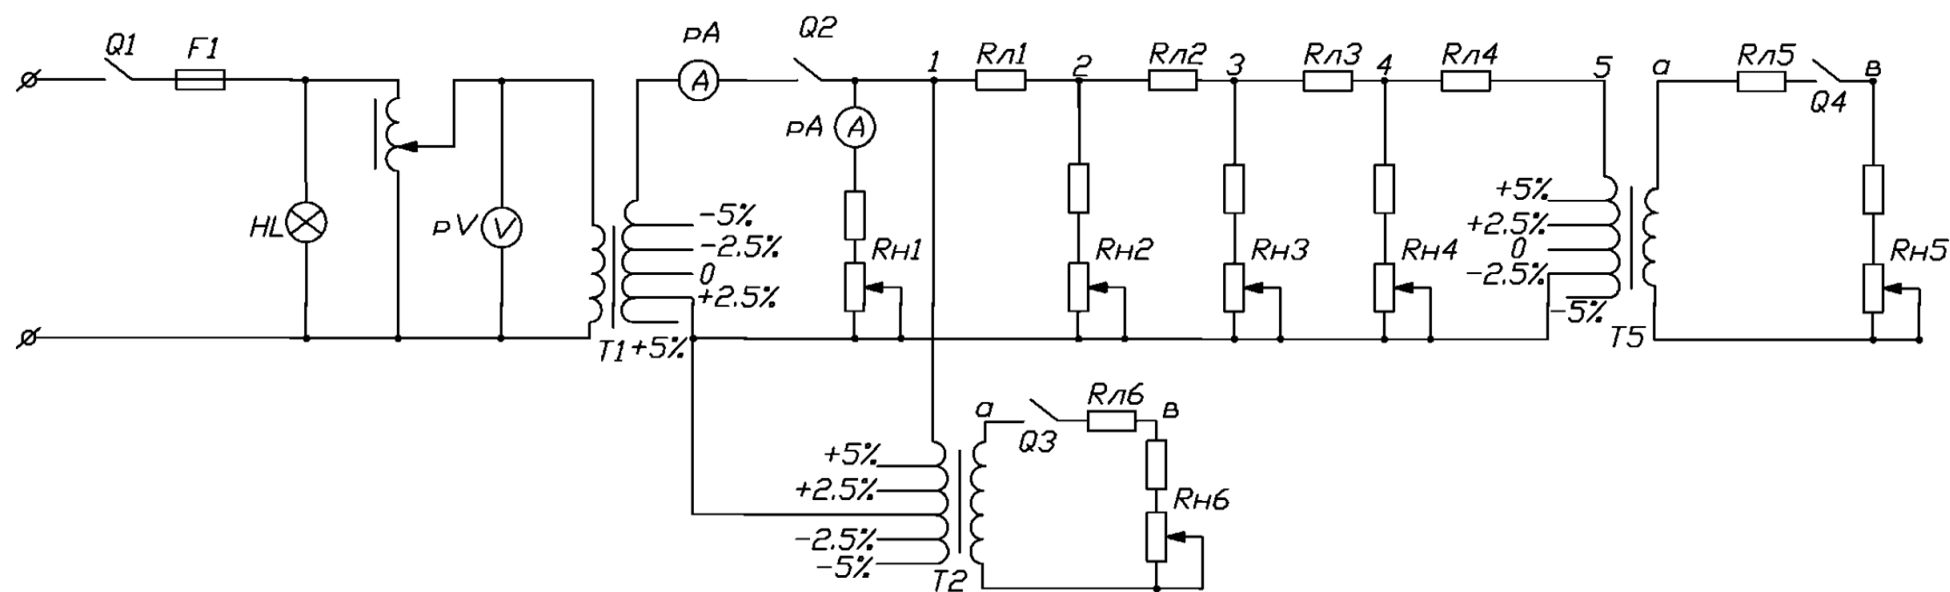 Q1
F1
HL
pV
V
pA
A
Q2
pA
A
Rн1
1
Rл1
2
Rл2
3
Rл3
4
Rл4
5
a
Rл5
Q4
в
-5%
-2.5%
0
+2.5%
T1 +5%
Rн2
Rн3
Rн4
+5%
+2.5%
0
-2.5%
-5%
T5
Rн5
+5%
+2.5%
-2.5%
-5%
T2
a
Q3
Rл6
в
Rн6